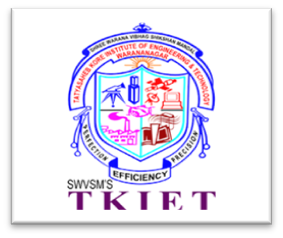 SHREE WARANA VIBHAG SHIKSHAN MANDAL
TATYASAHEB KORE INSTITUTE OF ENGINEERING & TECHNOLOGY
WARANANAGAR
PERFECTION
EFFICIENCY
PRECISION
SWVSM'S
TKIET